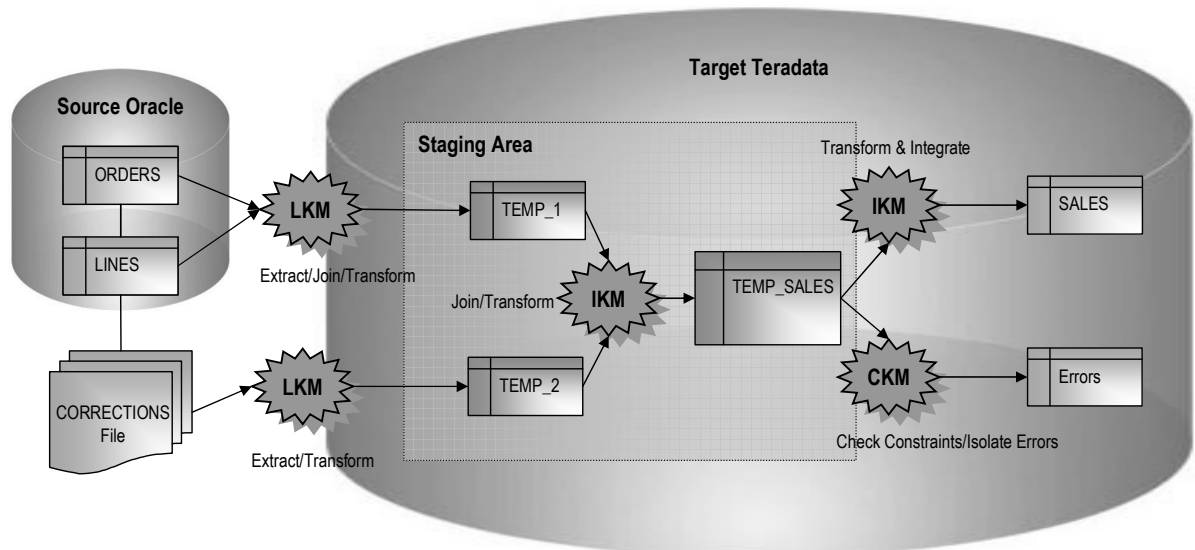 Target Teradata
Source Oracle
Staging Area
Transform & Integrate
ORDERS
LKM
TEMP_1
IKM
SALES
LINES
Extract/Join/Transform
Join/Transform
IKM
TEMP_SALES
CORRECTIONS
File
LKM
TEMP_2
CKM
Errors
Extract/Transform
Check Constraints/Isolate Errors